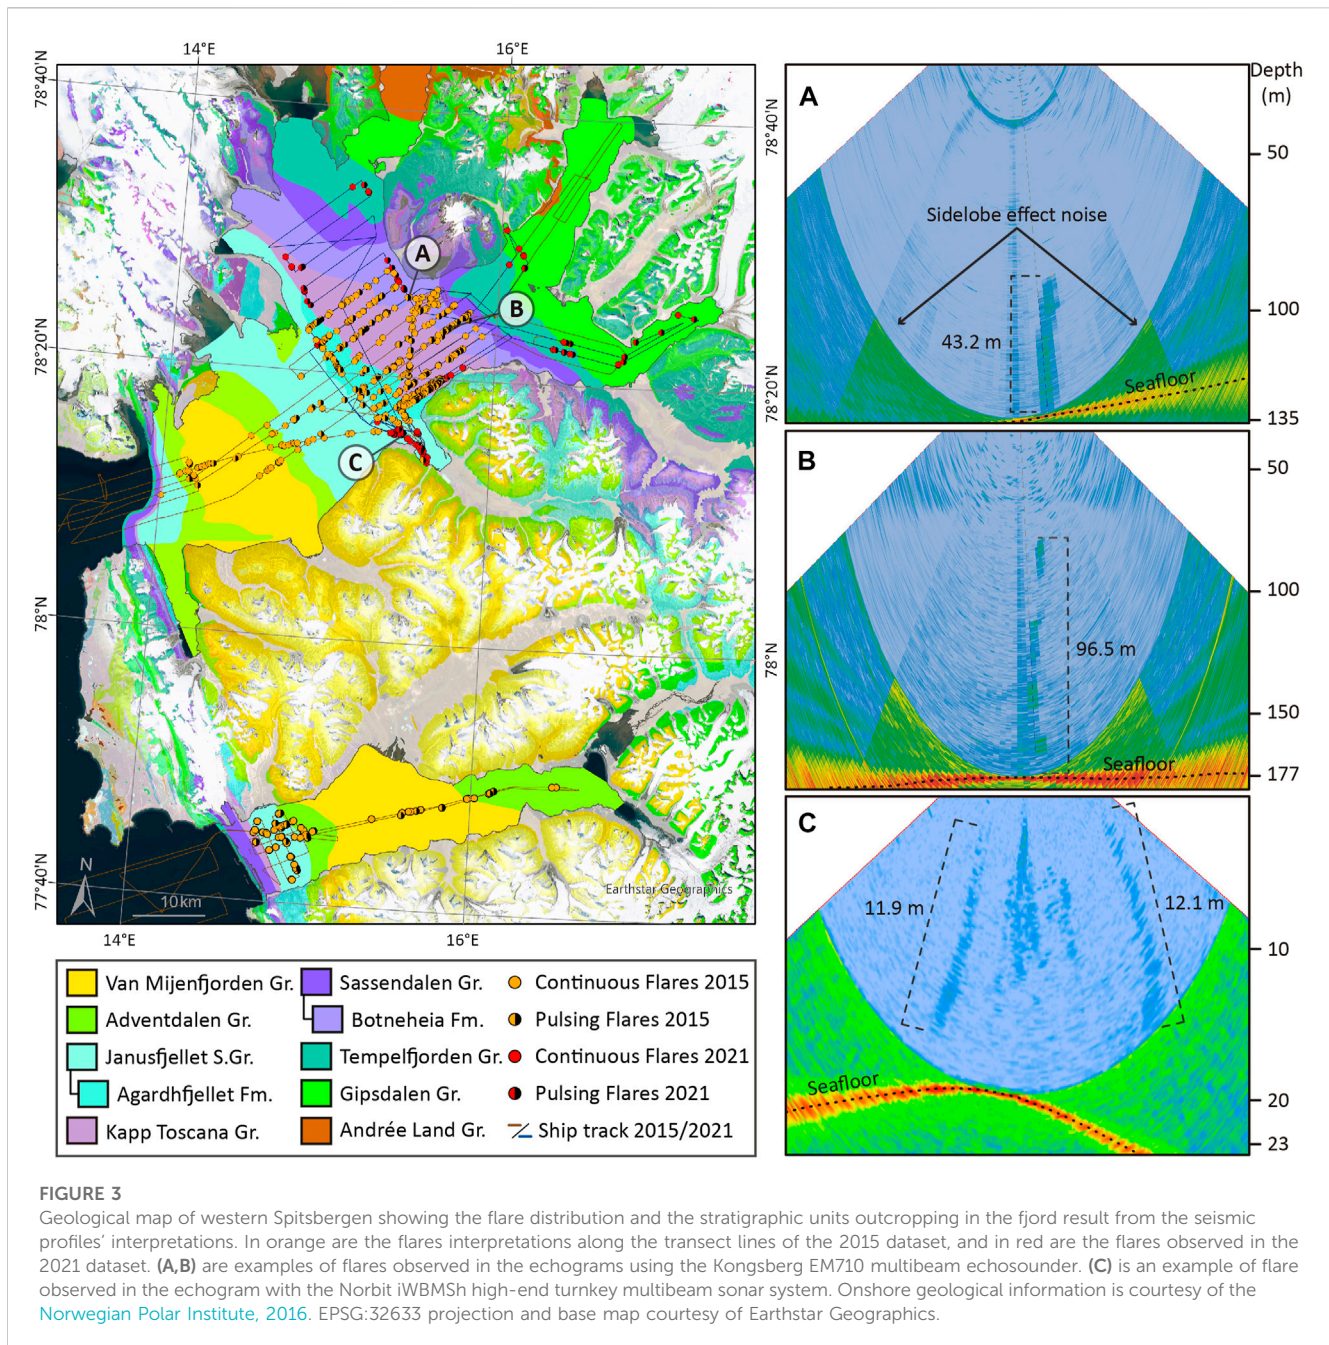 14°E
16°E
78°40'N
78°20'N
78°N
77°40'N
14°E
16°E
78°40'N
78°20'N
78°N
A
B
C
N
10km
Earthstar Geographics
Van Mijenfjorden Gr.
Adventdalen Gr.
Janusfjellet S.Gr.
Agardhfjellet Fm.
Kapp Toscana Gr.
Sassendalen Gr.
Botneheia Fm.
Tempelfjorden Gr.
Gipsdalen Gr.
Andrée Land Gr.
Continuous Flares 2015
Pulsing Flares 2015
Continuous Flares 2021
Pulsing Flares 2021
Ship track 2015/2021
A
Depth
(m)
50
Sidelobe effect noise
100
43.2 m
Seafloor
135
B
50
100
96.5 m
150
Seafloor
177
C
11.9 m
12.1 m
10
Seafloor
20
23
FIGURE 3
Geological map of western Spitsbergen showing the flare distribution and the stratigraphic units outcropping in the fjord result from the seismic
profiles' interpretations. In orange are the flares interpretations along the transect lines of the 2015 dataset, and in red are the flares observed in the
2021 dataset. (A,B) are examples of flares observed in the echograms using the Kongsberg EM710 multibeam echosounder. (C) is an example of flare
observed in the echogram with the Norbit iWBMSh high-end turnkey multibeam sonar system. Onshore geological information is courtesy of the
Norwegian Polar Institute, 2016. EPSG:32633 projection and base map courtesy of Earthstar Geographics.